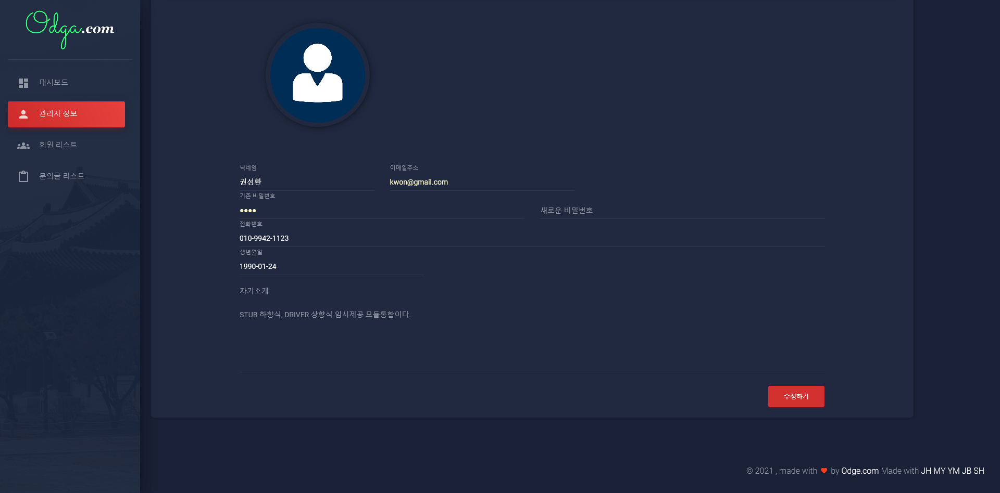 Odga.com
대시보드
관리자 정보
회원 리스트
문의글 리스트
닉네임
이메일주소
권성환
kwon@gmail.com
기존 비밀번호
••••
새로운 비밀번호
전화번호
010-9942-1123
생년월일
1990-01-24
자기소개
STUB 하향식, DRIVER 상향식 임시제공 모듈통합이다.
수정하기
© 2021 , made with ♥ by Odge.com Made with JH MY YM JB SH